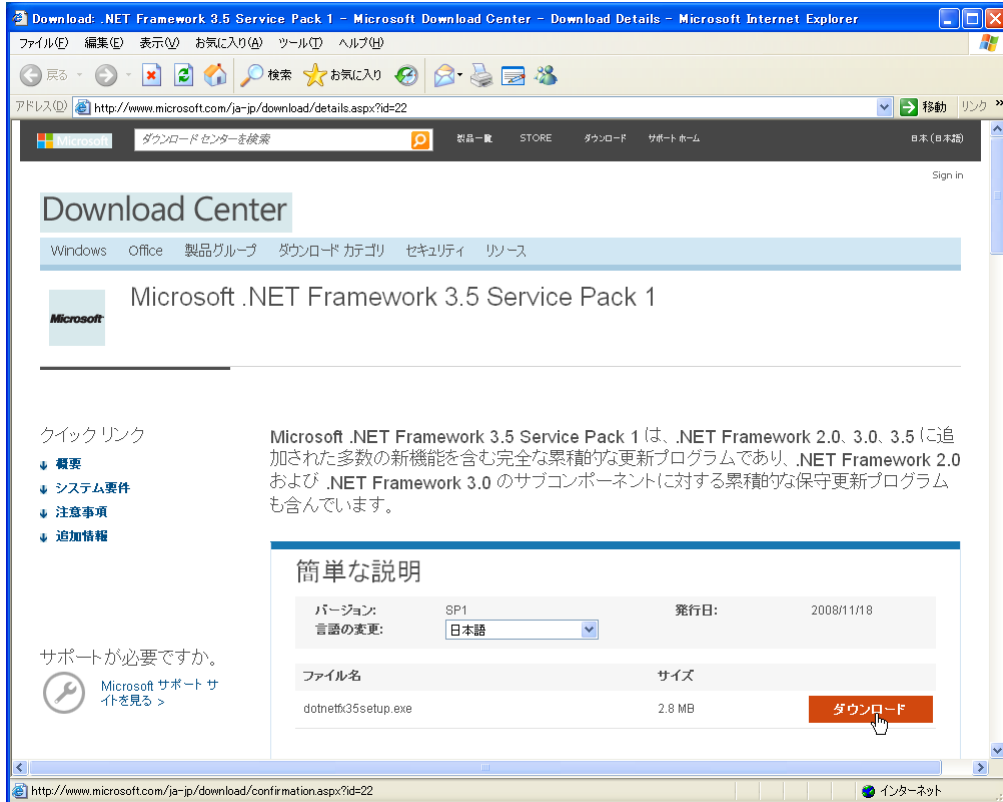 Download: .NET Framework 3.5 Service Pack 1 - Microsoft Download Center - Download Details - Microsoft Internet Explorer
ファイル(F) 編集(E) 表示(V) お気に入り(A) ツール(T) ヘルプ(H)
戻る 検索 お気に入り
アドレス(D) http://www.microsoft.com/ja-jp/download/details.aspx?id=22 移動 リンク »
Microsoft ダウンロード センターを検索 製品一覧 STORE ダウンロード サポート ホーム 日本 (日本語)
Sign in
Download Center
Windows Office 製品グループ ダウンロード カテゴリ セキュリティ リソース
Microsoft
Microsoft .NET Framework 3.5 Service Pack 1
クイック リンク
概要
システム要件
注意事項
追加情報
Microsoft .NET Framework 3.5 Service Pack 1 は、.NET Framework 2.0、3.0、3.5 に追
加された多数の新機能を含む完全な累積的な更新プログラムであり、.NET Framework 2.0
および .NET Framework 3.0 のサブコンポーネントに対する累積的な保守更新プログラム
も含んでいます。
簡単な説明
バージョン: SP1 発行日: 2008/11/18
言語の変更: 日本語
サポートが必要ですか。
Microsoft サポート サ
イトを見る >
ファイル名 サイズ
dotnetfx35setup.exe 2.8 MB ダウンロード
http://www.microsoft.com/ja-jp/download/confirmation.aspx?id=22 インターネット